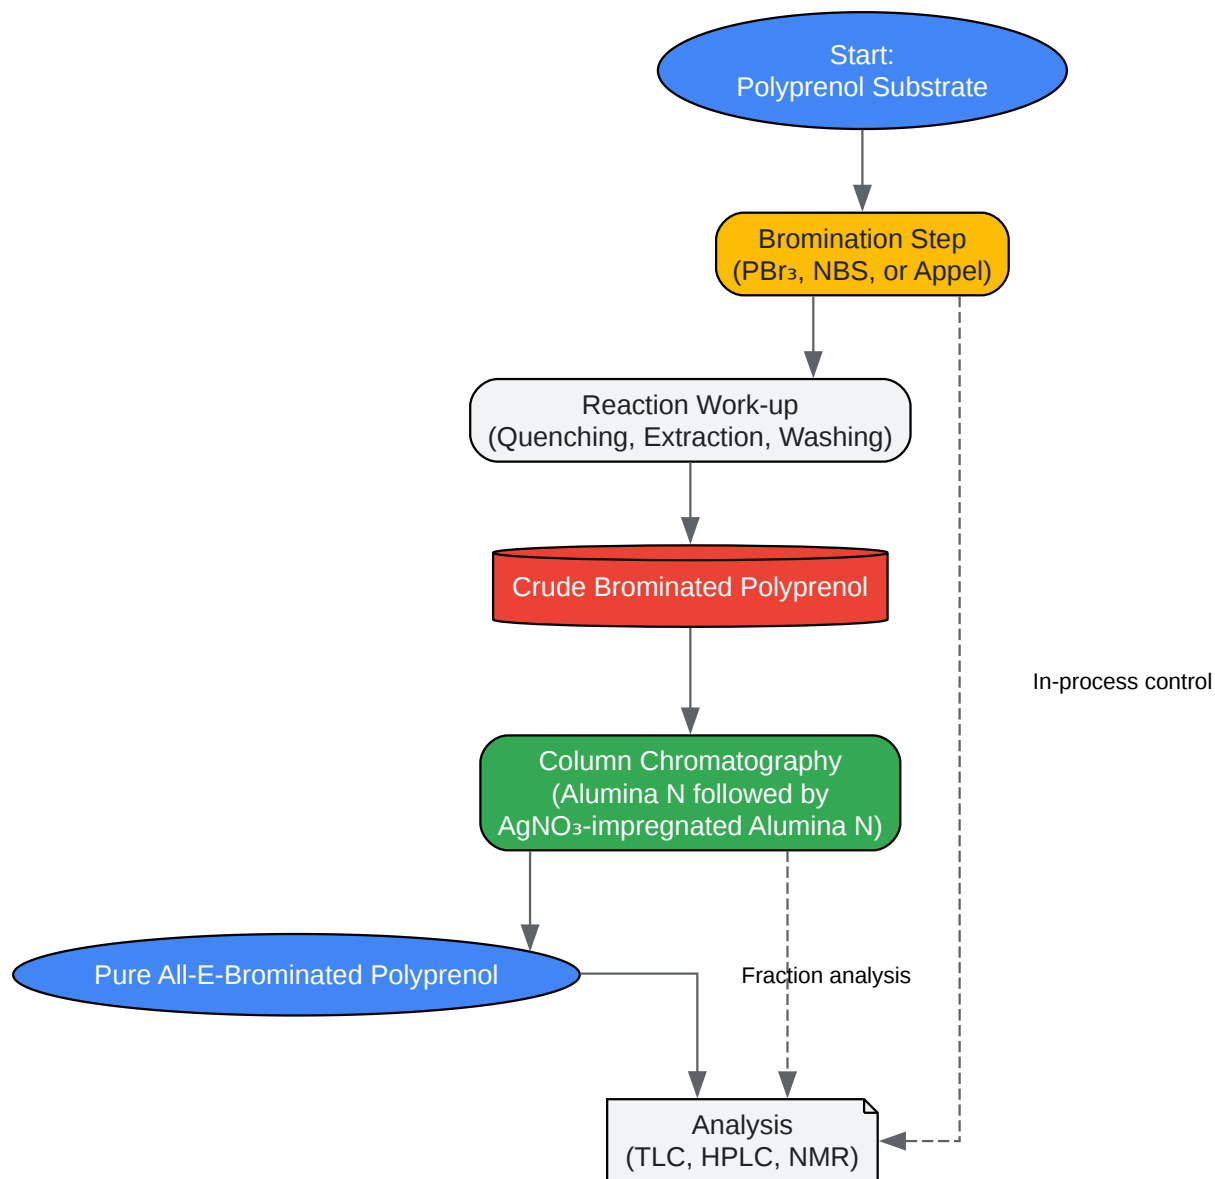 Start:
Polyprenol Substrate
Bromination Step
(PBr₃, NBS, or Appel)
Reaction Work-up
(Quenching, Extraction, Washing)
Crude Brominated Polyprenol
In-process control
Column Chromatography
(Alumina N followed by
AgNO₃-impregnated Alumina N)
Pure All-E-Brominated Polyprenol
Fraction analysis
Analysis
(TLC, HPLC, NMR)